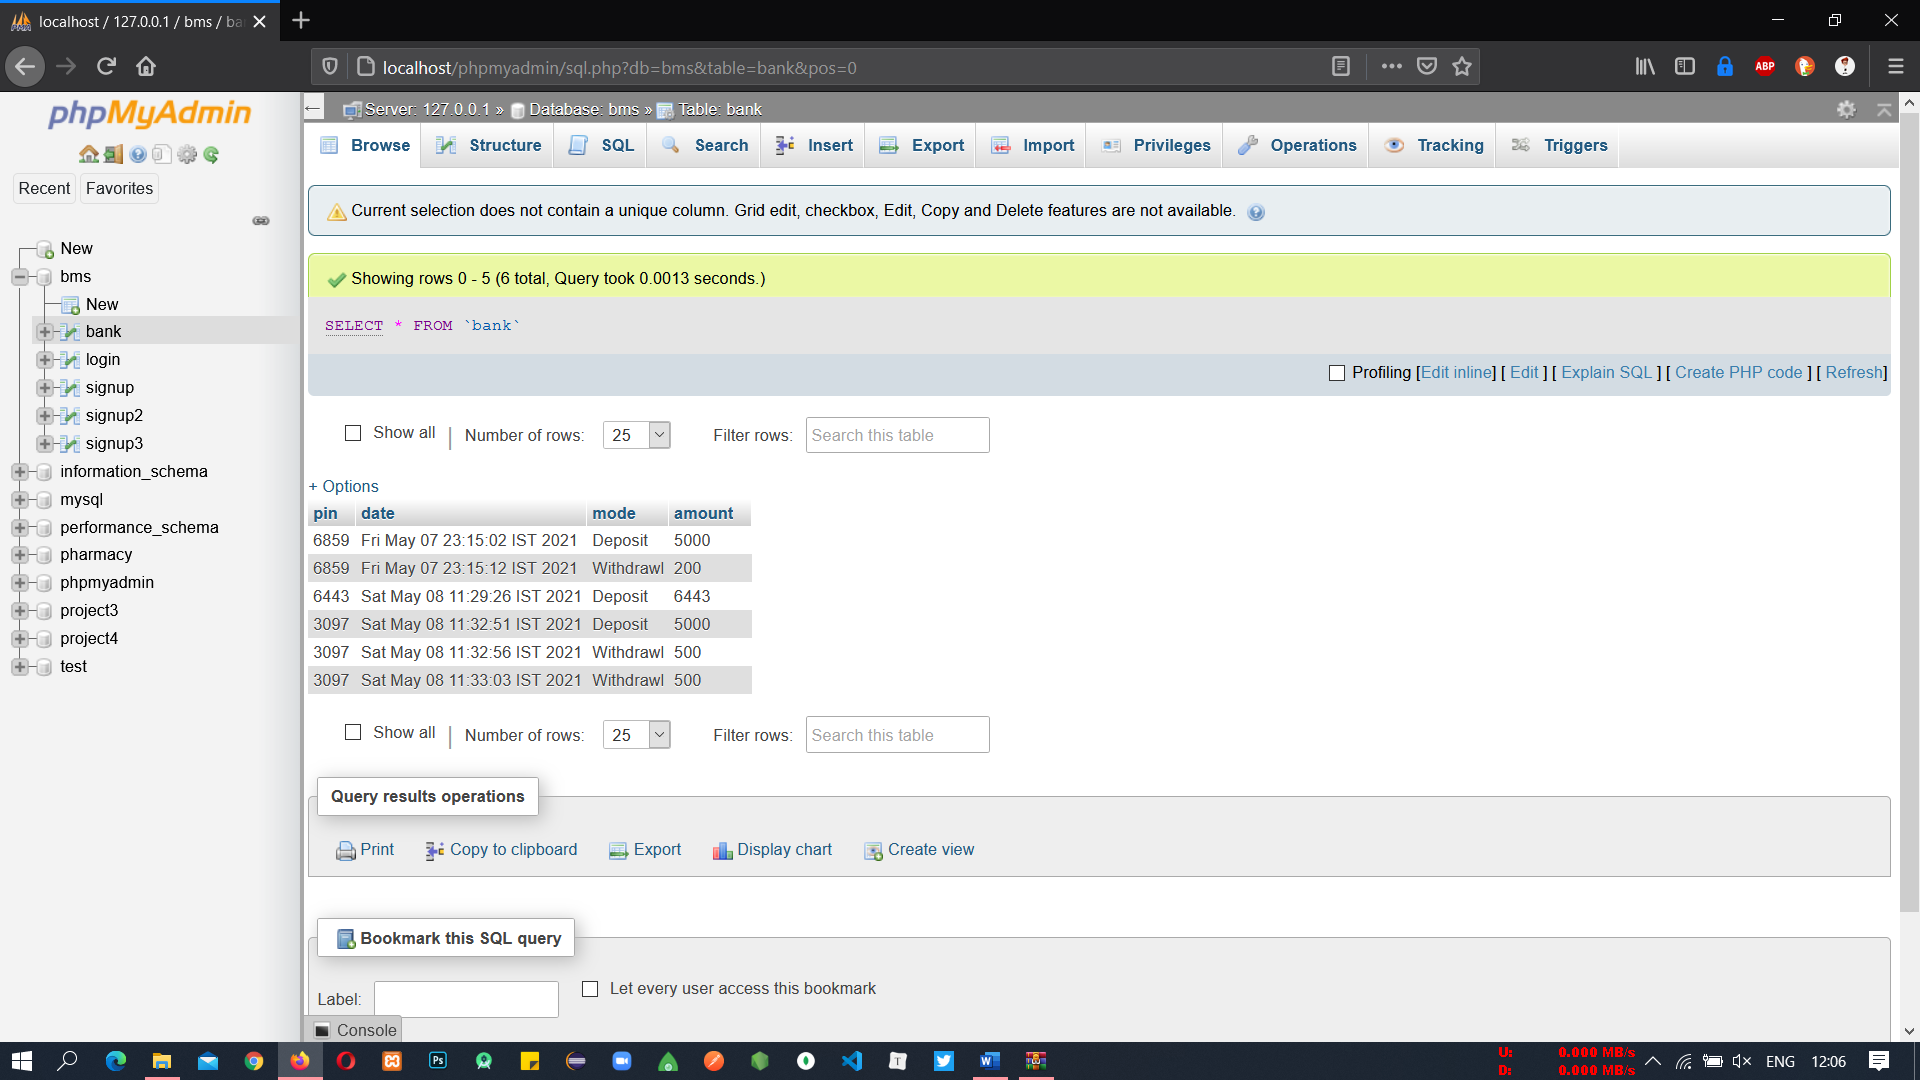 localhost / 127.0.0.1 / bms / ba
localhost/phpmyadmin/sql.php?db=bms&table=bank&pos=0
ABP
phpMyAdmin
Recent Favorites
New
bms
New
bank
login
signup
signup2
signup3
information_schema
mysql
performance_schema
pharmacy
phpmyadmin
project3
project4
test
Server: 127.0.0.1 » Database: bms » Table: bank
Browse Structure SQL Search Insert Export Import Privileges Operations Tracking Triggers
Current selection does not contain a unique column. Grid edit, checkbox, Edit, Copy and Delete features are not available.
Showing rows 0 - 5 (6 total, Query took 0.0013 seconds.)
SELECT * FROM `bank`
Profiling [Edit inline] [ Edit ] [ Explain SQL ] [ Create PHP code ] [ Refresh]
Show all | Number of rows: 25 Filter rows: Search this table
+ Options
pin date mode amount
6859 Fri May 07 23:15:02 IST 2021 Deposit 5000
6859 Fri May 07 23:15:12 IST 2021 Withdrawl 200
6443 Sat May 08 11:29:26 IST 2021 Deposit 6443
3097 Sat May 08 11:32:51 IST 2021 Deposit 5000
3097 Sat May 08 11:32:56 IST 2021 Withdrawl 500
3097 Sat May 08 11:33:03 IST 2021 Withdrawl 500
Show all | Number of rows: 25 Filter rows: Search this table
Query results operations
Print Copy to clipboard Export Display chart Create view
Bookmark this SQL query
Label: Let every user access this bookmark
Console
U: 0.000 MB/s
D: 0.000 MB/s
ENG 12:06